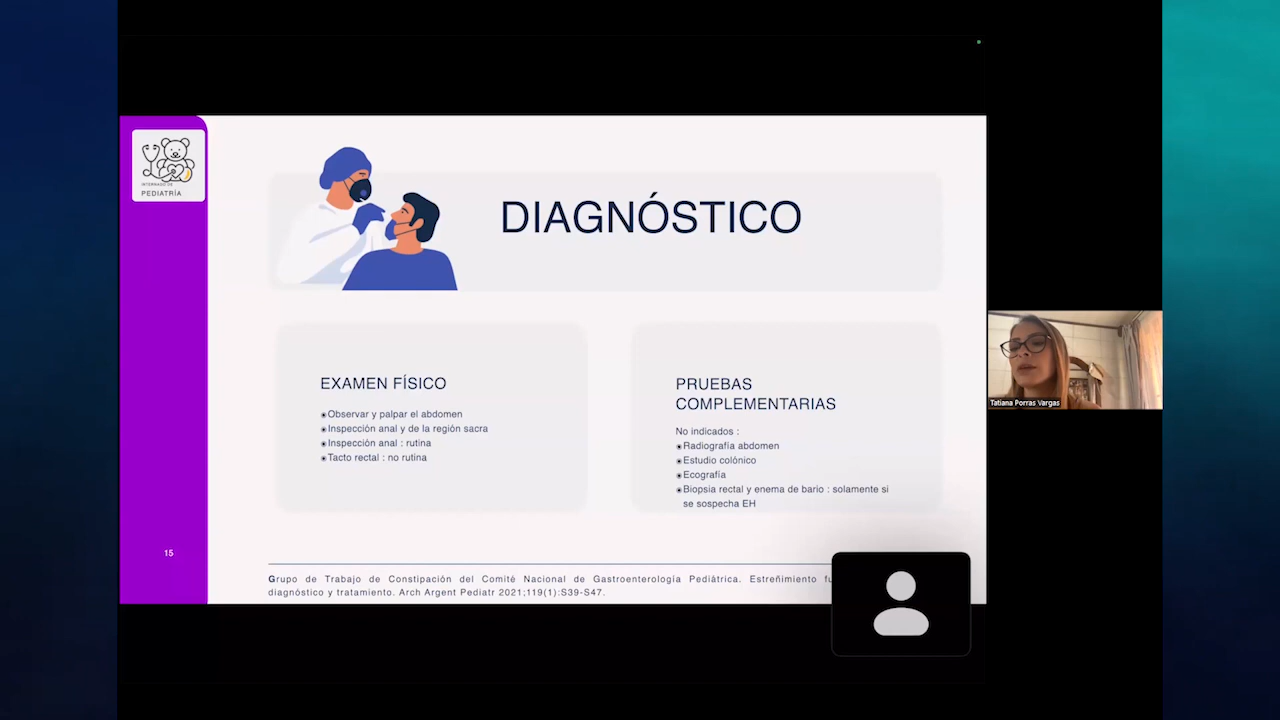 INTERNADO DE
PEDIATRÍA
DIAGNÓSTICO
EXAMEN FÍSICO
◉Observar y palpar el abdomen
◉Inspección anal y de la región sacra
◉Inspección anal : rutina
◉Tacto rectal : no rutina
PRUEBAS
COMPLEMENTARIAS
No indicados :
◉Radiografía abdomen
◉Estudio colónico
◉Ecografía
◉Biopsia rectal y enema de bario : solamente si
se sospecha EH
Tatiana Porras Vargas
15
Grupo de Trabajo de Constipación del Comité Nacional de Gastroenterología Pediátrica. Estreñimiento fu
diagnóstico y tratamiento. Arch Argent Pediatr 2021;119(1):S39-S47.